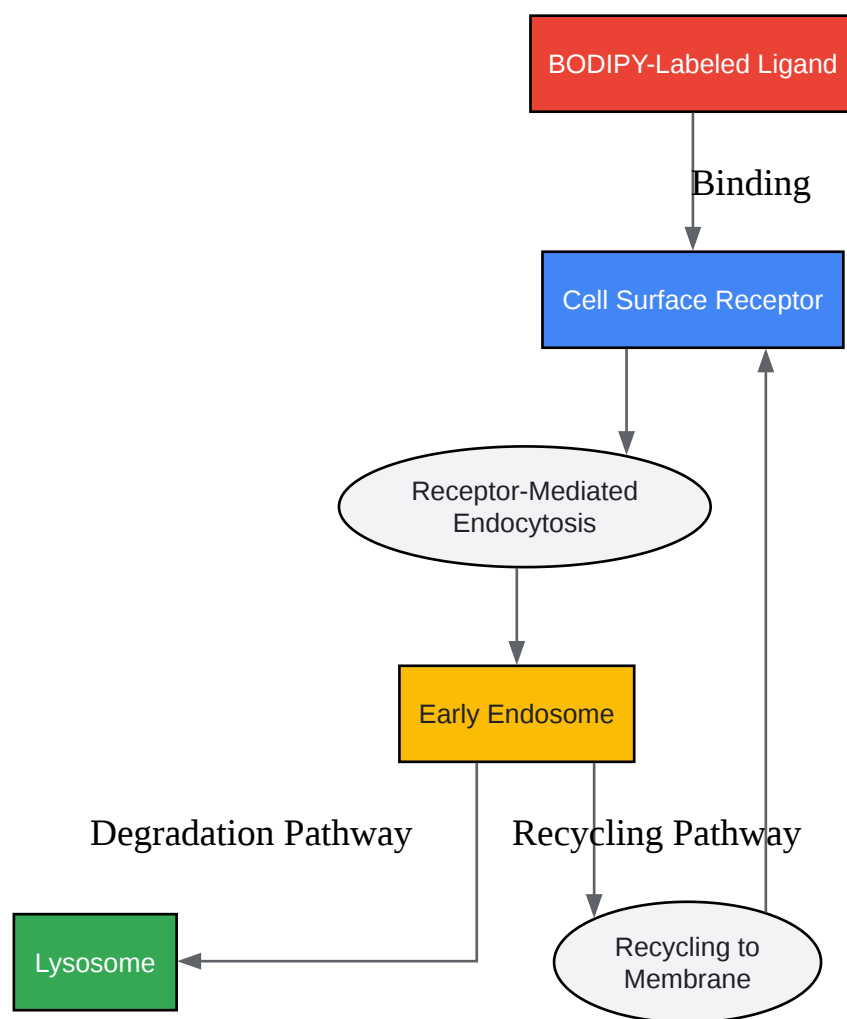 BODIPY-Labeled Ligand
Binding
Cell Surface Receptor
Receptor-Mediated
Endocytosis
Early Endosome
Degradation Pathway
Recycling Pathway
Lysosome
Recycling to
Membrane